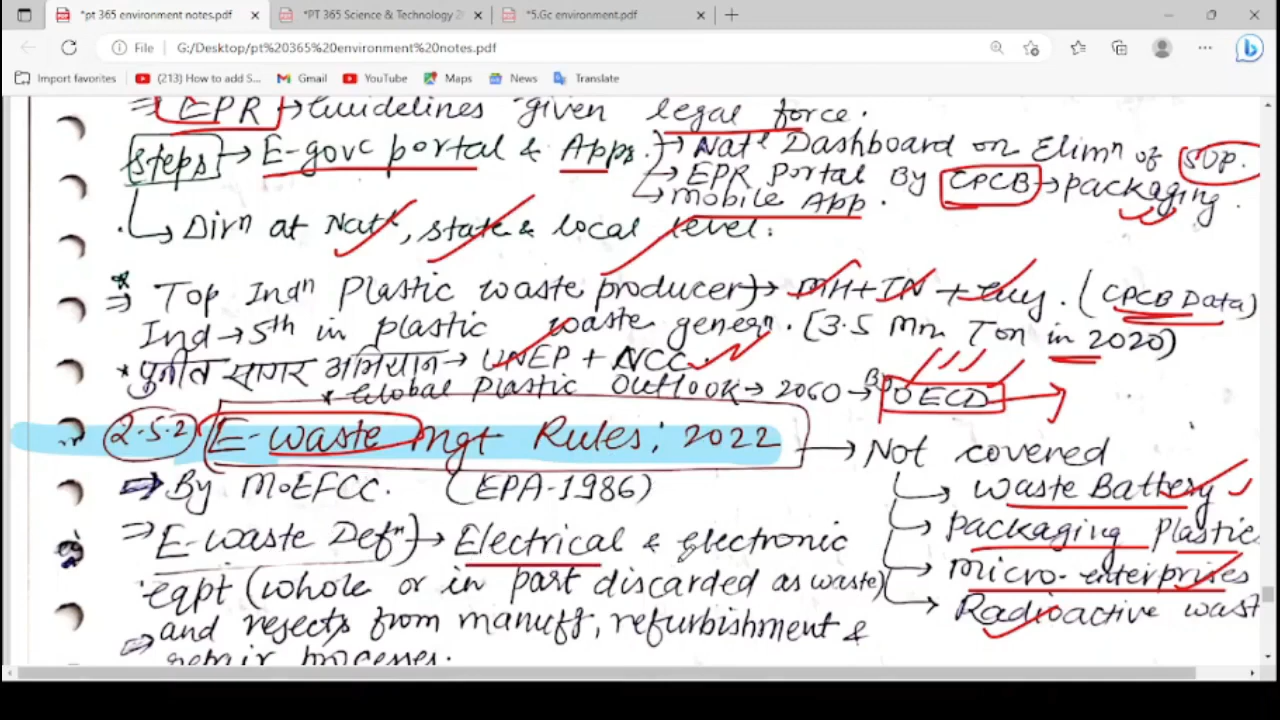 *pt 365 environment notes.pdf
*PT 365 Science & Technology 2
*5.Gc environment.pdf
File G:/Desktop/pt%20365%20environment%20notes.pdf
Import favorites (213) How to add S... Gmail YouTube Maps News Translate
⇒ EPR → Guidelines given legal force.
Steps → E-govc portal & Apps. → Natl Dashboard on Elimn of SUP.
→ EPR Portal By CPCB → packaging.
→ mobile App.
→ Dirn at Natl, state & local level.
* ⇒ Top Indn Plastic waste producer → MH + TN + Guj. (CPCB Data)
Ind → 5th in plastic waste genern. (3.5 Mn Ton in 2020)
* पुनीत सागर अभियान → UNEP + NCC.
* Global Plastic Outlook → 2060 → By OECD
2.5.2 E-waste mgt Rules, 2022 → Not covered
⇒ By MoEFCC. (EPA-1986)
→ waste Battery
→ packaging plastic
⇒ E-waste Defn → Electrical & electronic
→ micro-enterprises
eqpt (whole or in part discarded as waste)
→ Radioactive wast
⇒ and rejects from manuff, refurbishment &
repair processes.